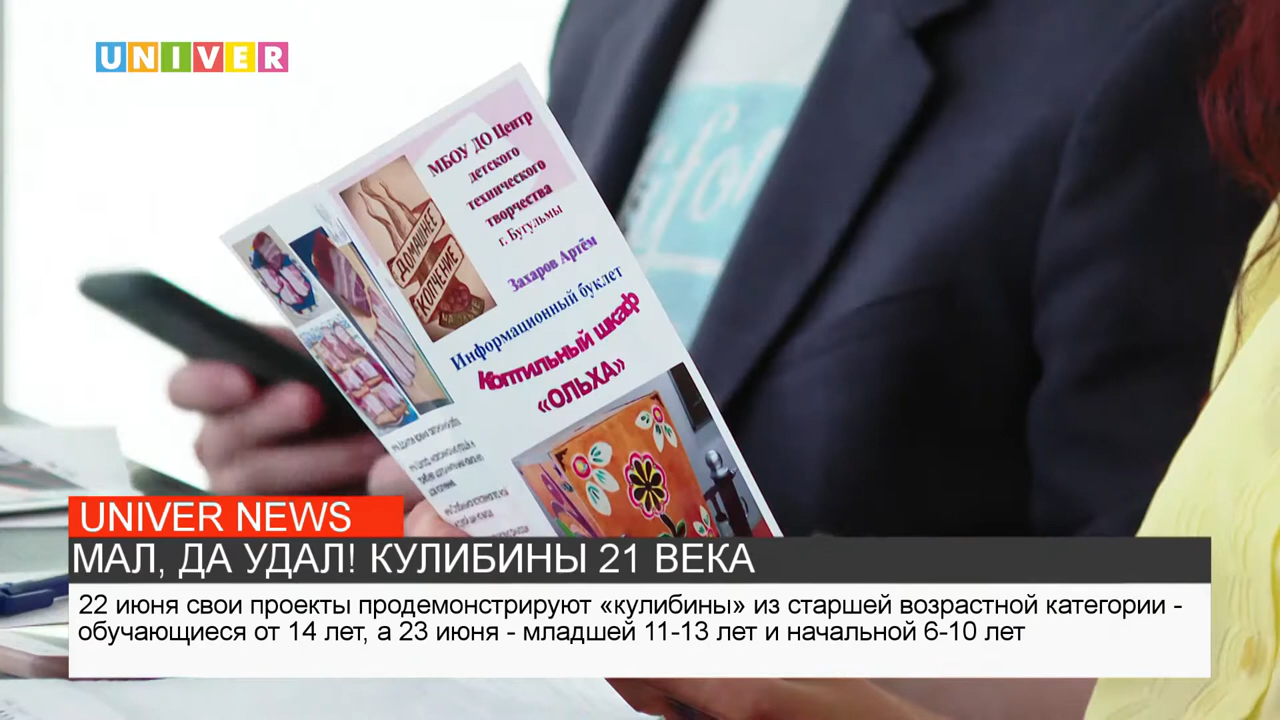 UNIVER
МБОУ ДО Центр
детского
технического
творчества
г. Бугульмы
Захаров Артём
Информационный буклет
Коптильный шкаф
«ОЛЬХА»
ДОМАШНЕЕ
КОПЧЕНИЕ
UNIVER NEWS
МАЛ, ДА УДАЛ! КУЛИБИНЫ 21 ВЕКА
22 июня свои проекты продемонстрируют «кулибины» из старшей возрастной категории -
обучающиеся от 14 лет, а 23 июня - младшей 11-13 лет и начальной 6-10 лет